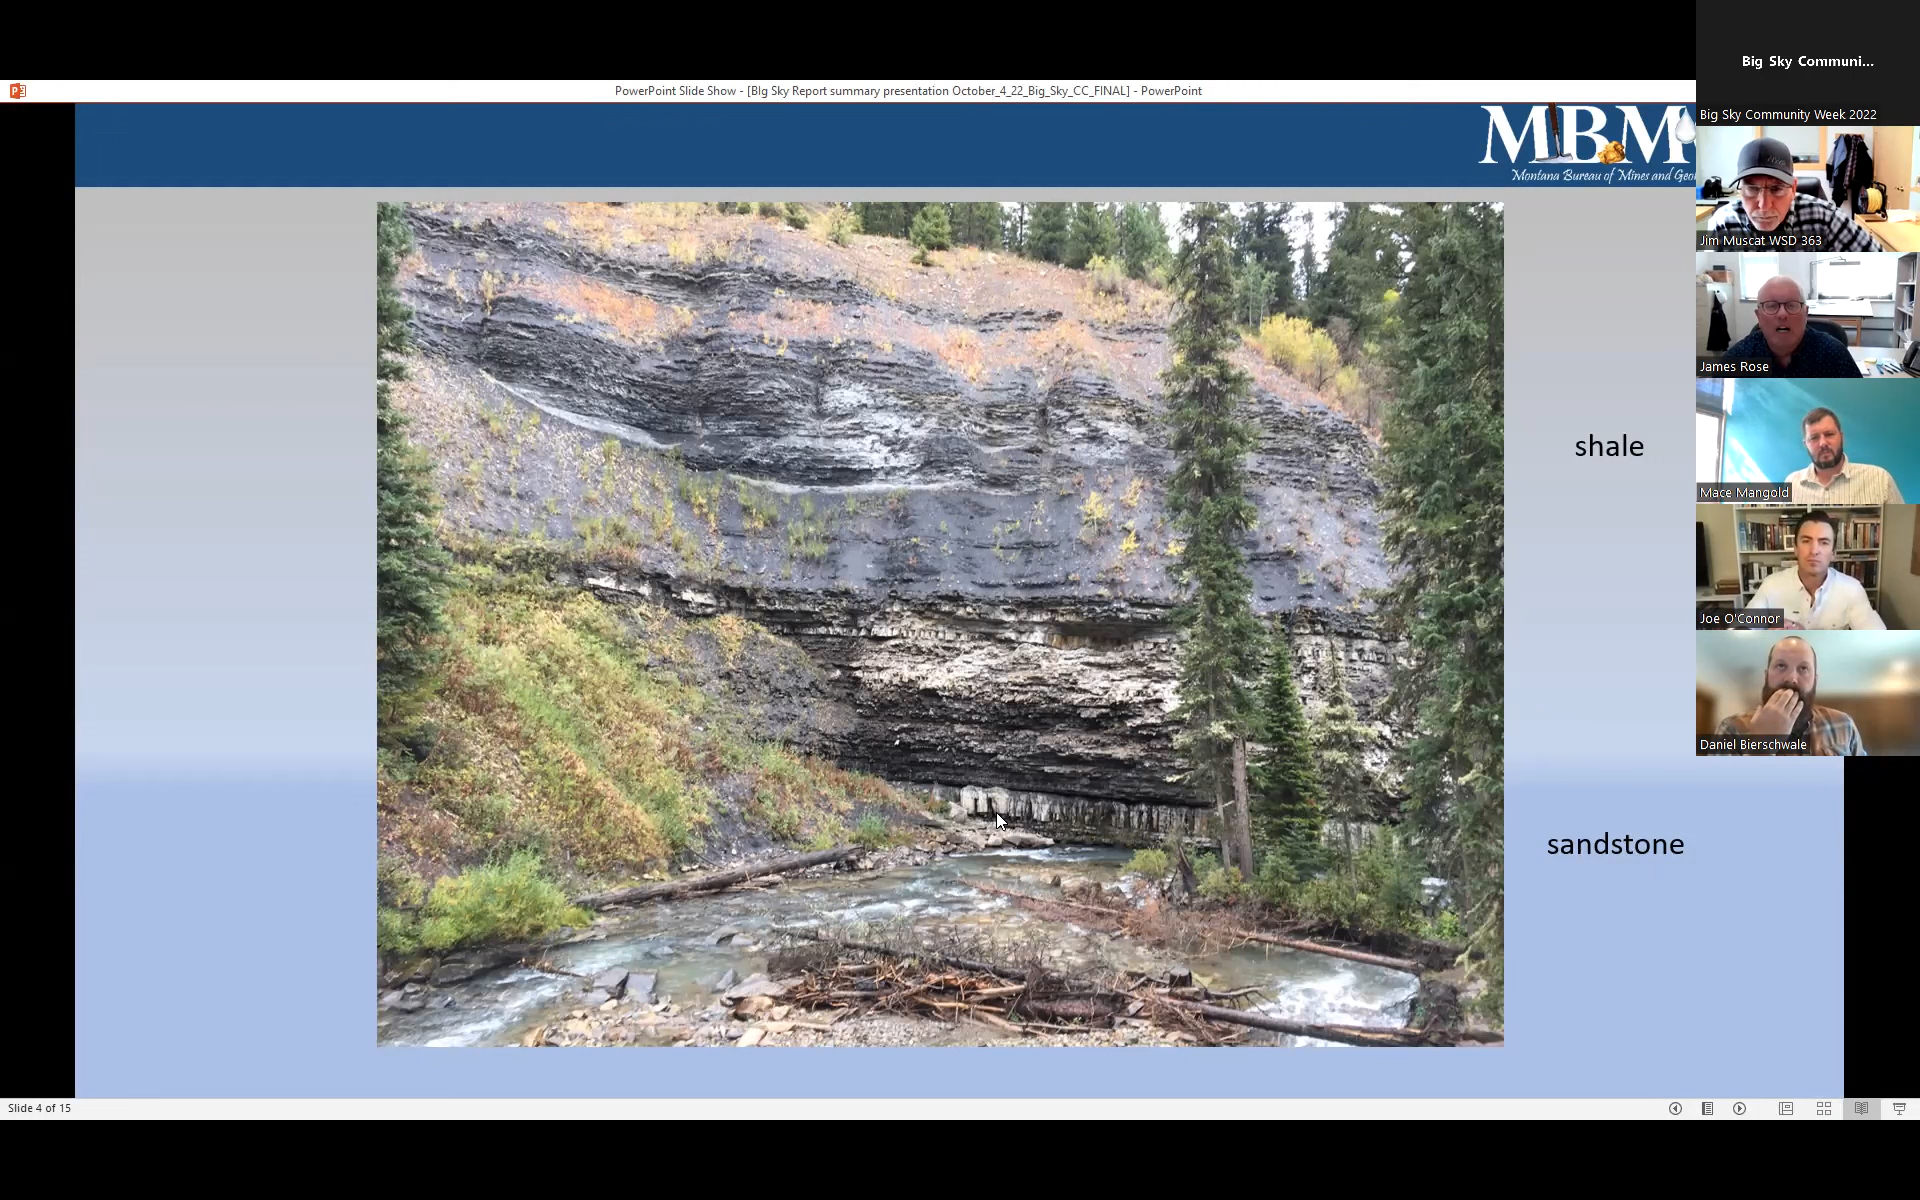 PowerPoint Slide Show - [BIg Sky Report summary presentation October_4_22_Big_Sky_CC_FINAL] - PowerPoint
MBM
Montana Bureau of Mines and Geo
shale
sandstone
Slide 4 of 15
Big Sky Communi...
Big Sky Community Week 2022
Jim Muscat WSD 363
James Rose
Mace Mangold
Joe O'Connor
Daniel Bierschwale